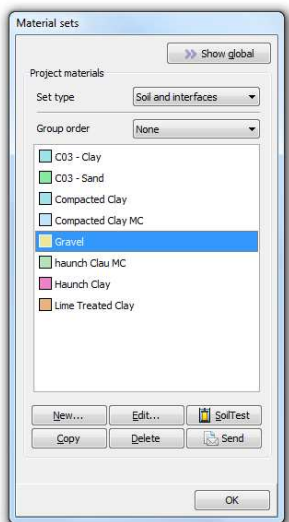 Material sets
Show global
Project materials
Set type Soil and interfaces
Group order None
C03 - Clay
C03 - Sand
Compacted Clay
Compacted Clay MC
Gravel
haunch Clau MC
Haunch Clay
Lime Treated Clay
New... Edit... SoilTest
Copy Delete Send
OK